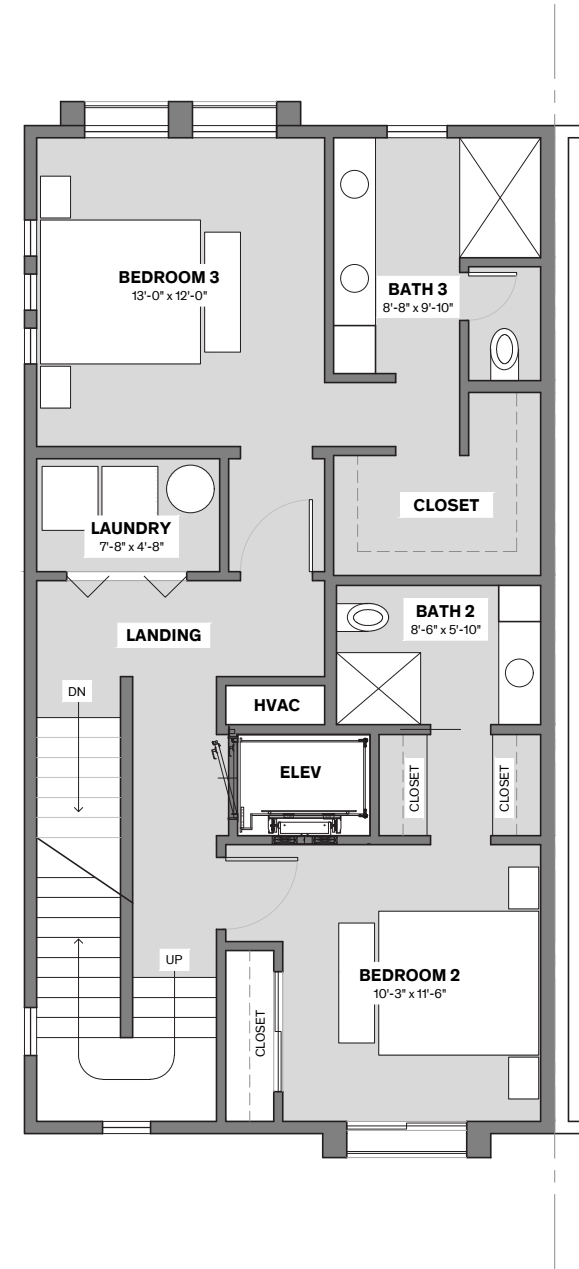 BEDROOM 3
13'-0" x 12'-0"
BATH 3
8'-8" x 9'-10"
CLOSET
LAUNDRY
7'-8" x 4'-8"
BATH 2
8'-6" x 5'-10"
LANDING
DN
HVAC
ELEV
CLOSET
CLOSET
UP
BEDROOM 2
10'-3" x 11'-6"
CLOSET